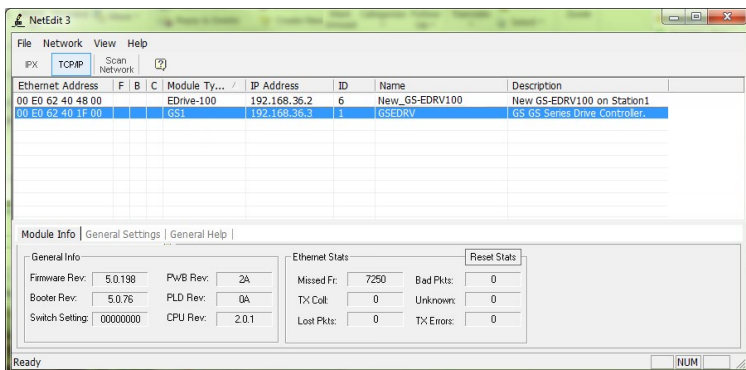 NetEdit 3
File Network View Help
IPX TCP/IP Scan Network
Ethernet Address F B C Module Ty... IP Address ID Name Description
00 E0 62 40 48 00 EDrive-100 192.168.36.2 6 New_GS-EDRV100 New GS-EDRV100 on Station1
00 E0 62 40 1F 00 GS1 192.168.36.3 1 GSEDRV GS GS Series Drive Controller.
Module Info General Settings General Help
General Info Ethernet Stats Reset Stats
Firmware Rev: 5.0.198 PWB Rev: 2A Missed Fr: 7250 Bad Pkts: 0
Booter Rev: 5.0.76 PLD Rev: 0A TX Coll: 0 Unknown: 0
Switch Setting: 00000000 CPU Rev: 2.0.1 Lost Pkts: 0 TX Errors: 0
Ready NUM